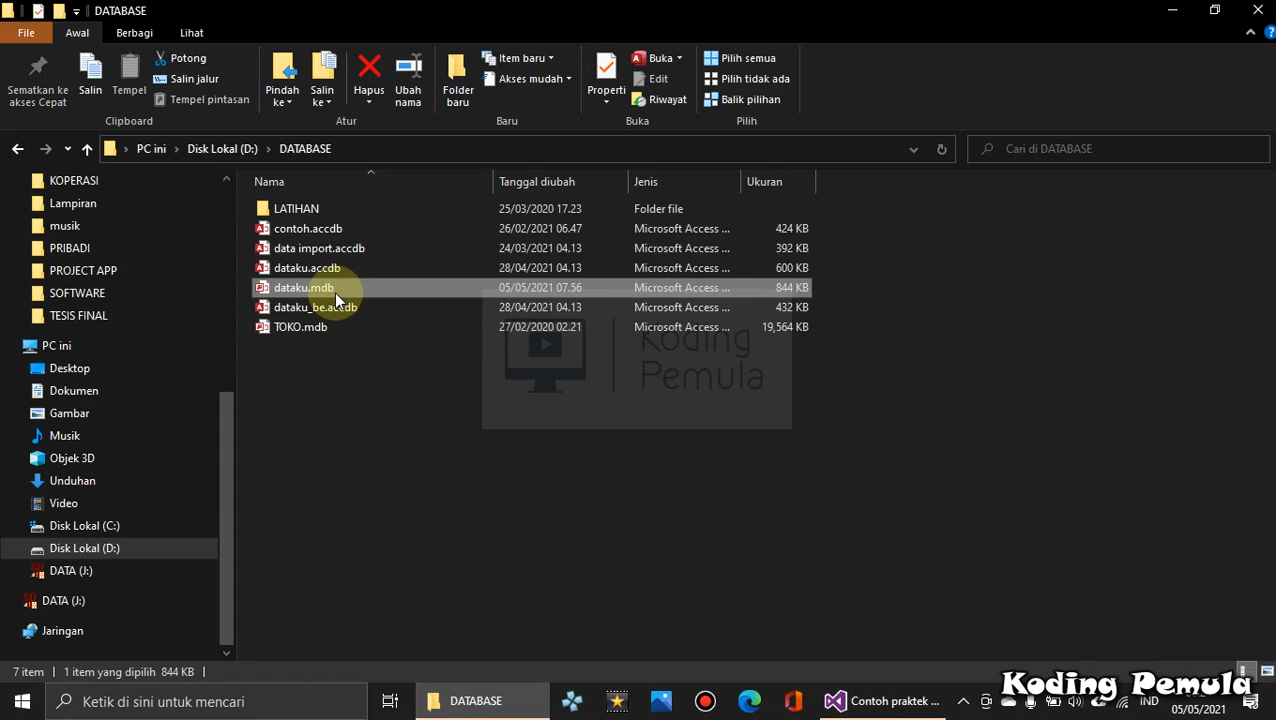 DATABASE
File Awal Berbagi Lihat
Sematkan ke akses Cepat
Salin
Tempel
Potong
Salin jalur
Tempel pintasan
Clipboard
Pindah ke
Salin ke
Hapus
Ubah nama
Atur
Folder baru
Item baru
Akses mudah
Baru
Properti
Buka
Edit
Riwayat
Buka
Pilih semua
Pilih tidak ada
Balik pilihan
Pilih
PC ini > Disk Lokal (D:) > DATABASE
Cari di DATABASE
KOPERASI
Lampiran
musik
PRIBADI
PROJECT APP
SOFTWARE
TESIS FINAL
PC ini
Desktop
Dokumen
Gambar
Musik
Objek 3D
Unduhan
Video
Disk Lokal (C:)
Disk Lokal (D:)
DATA (J:)
DATA (J:)
Jaringan
Nama Tanggal diubah Jenis Ukuran
LATIHAN 25/03/2020 17.23 Folder file
contoh.accdb 26/02/2021 06.47 Microsoft Access ... 424 KB
data import.accdb 24/03/2021 04.13 Microsoft Access ... 392 KB
dataku.accdb 28/04/2021 04.13 Microsoft Access ... 600 KB
dataku.mdb 05/05/2021 07.56 Microsoft Access ... 844 KB
dataku_be.accdb 28/04/2021 04.13 Microsoft Access ... 432 KB
TOKO.mdb 27/02/2020 02.21 Microsoft Access ... 19,564 KB
Koding
Pemula
7 item 1 item yang dipilih 844 KB
Koding Pemula
Ketik di sini untuk mencari
DATABASE
Contoh praktek ...
IND
05/05/2021